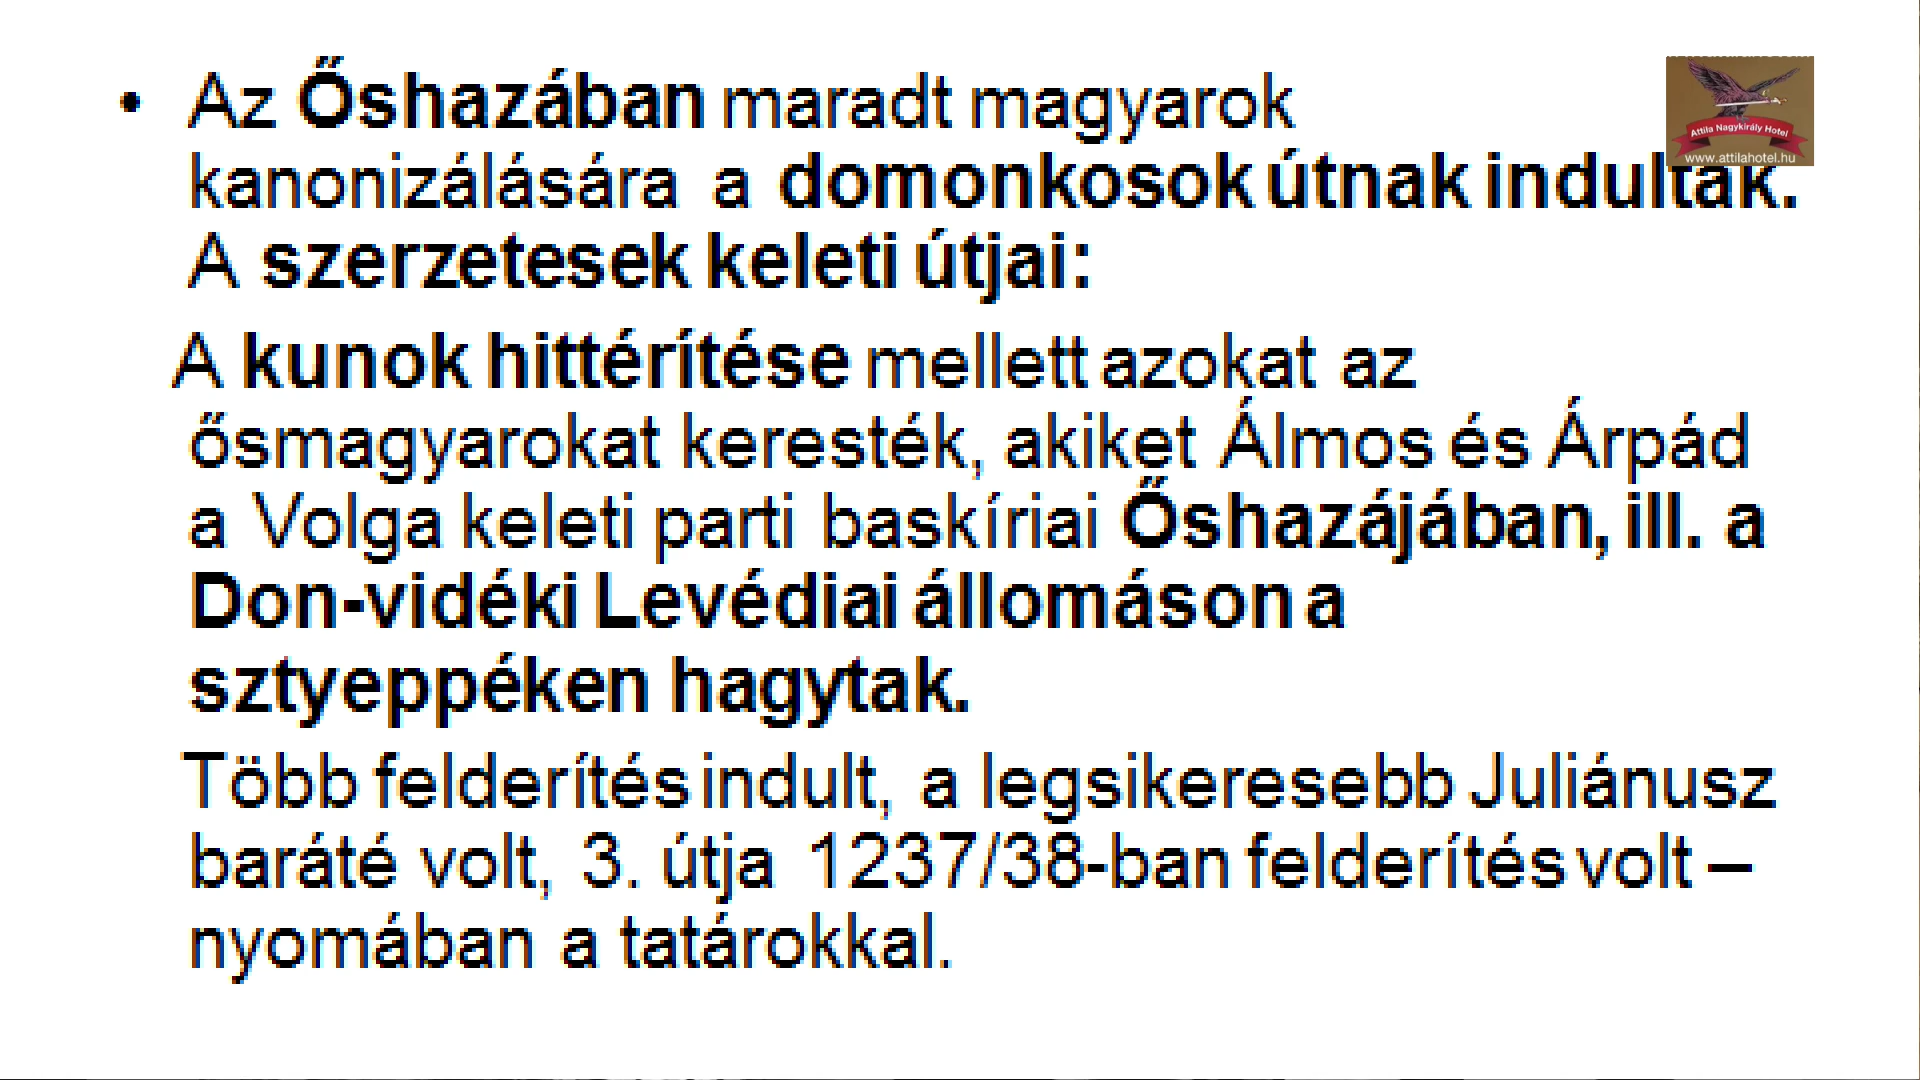 • Az Őshazában maradt magyarok
Attila Nagykirály Hotel
www.attilahotel.hu
kanonizálására a domonkosok útnak indultak.
A szerzetesek keleti útjai:
A kunok hittérítése mellett azokat az
ősmagyarokat keresték, akiket Álmos és Árpád
a Volga keleti parti baskíriai Őshazájában, ill. a
Don-vidéki Levédiai állomáson a
sztyeppéken hagytak.
Több felderítés indult, a legsikeresebb Juliánusz
baráté volt, 3. útja 1237/38-ban felderítés volt –
nyomában a tatárokkal.